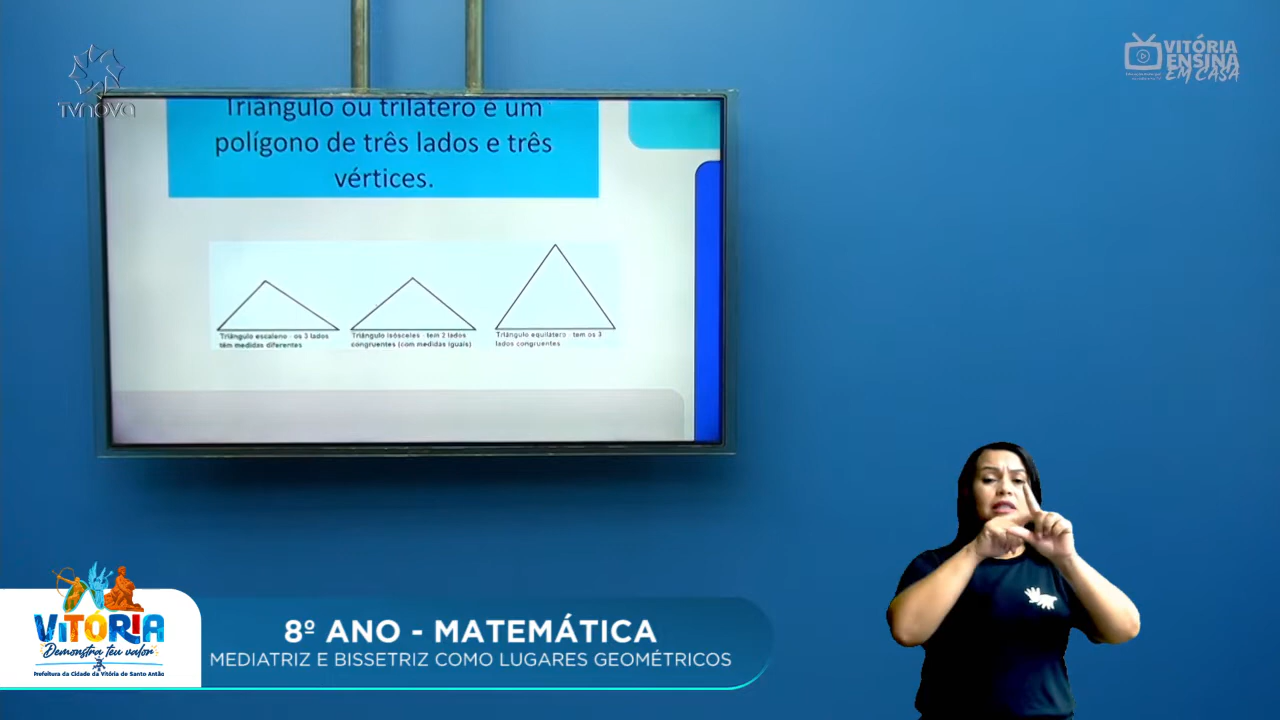 TVnova
VITÓRIA
ENSINA
EM CASA
Triângulo ou trilátero é um
polígono de três lados e três
vértices.
Triângulo escaleno - os 3 lados
têm medidas diferentes
Triângulo isósceles - tem 2 lados
congruentes (com medidas iguais)
Triângulo equilátero - tem os 3
lados congruentes
VITÓRIA
Demonstra teu valor
Prefeitura da Cidade da Vitória de Santo Antão
8º ANO - MATEMÁTICA
MEDIATRIZ E BISSETRIZ COMO LUGARES GEOMÉTRICOS